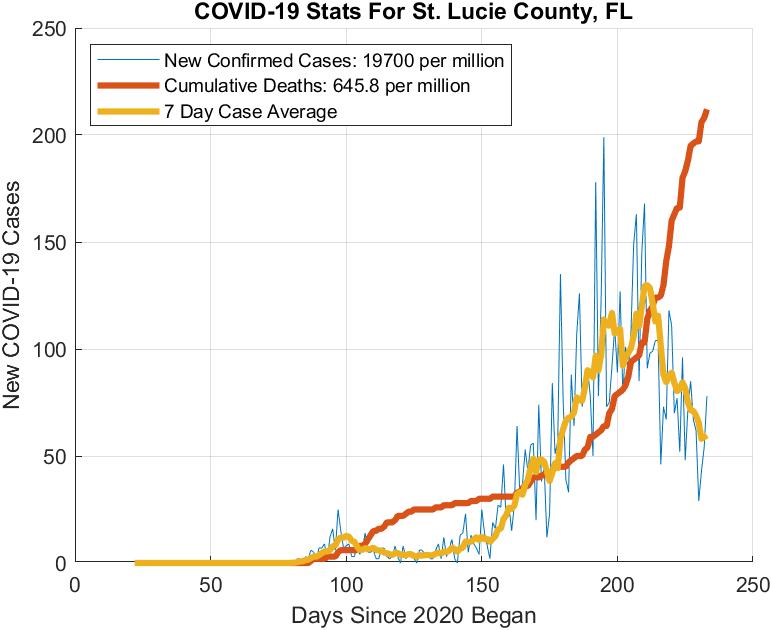 COVID-19 Stats For St. Lucie County, FL
New Confirmed Cases: 19700 per million
Cumulative Deaths: 645.8 per million
7 Day Case Average
New COVID-19 Cases
250
200
150
100
50
0
0 50 100 150 200 250
Days Since 2020 Began